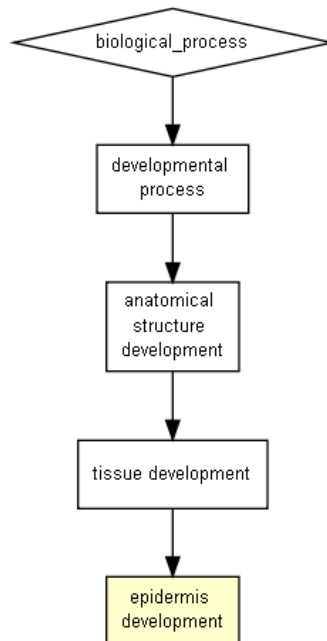 biological_process
developmental
process
anatomical
structure
development
tissue development
epidermis
development